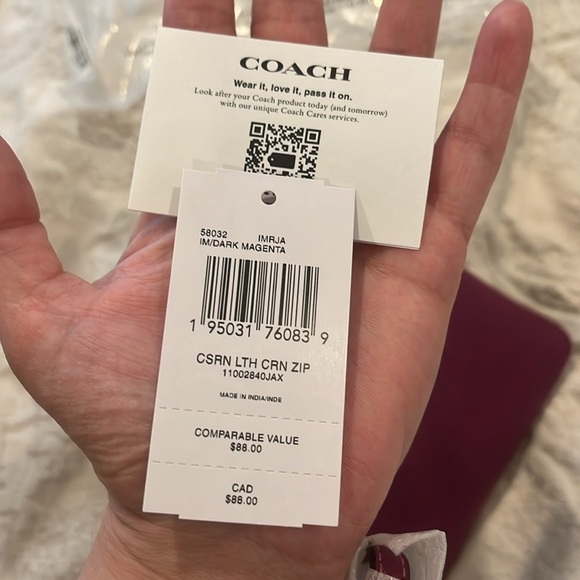 COACH
Wear it, love it, pass it on.
Look after your Coach product today (and tomorrow)
with our unique Coach Cares services.
58032 IMRJA
IM/DARK MAGENTA
1 95031 76083 9
CSRN LTH CRN ZIP
11002840JAX
MADE IN INDIA/INDE
COMPARABLE VALUE
$88.00
CAD
$88.00